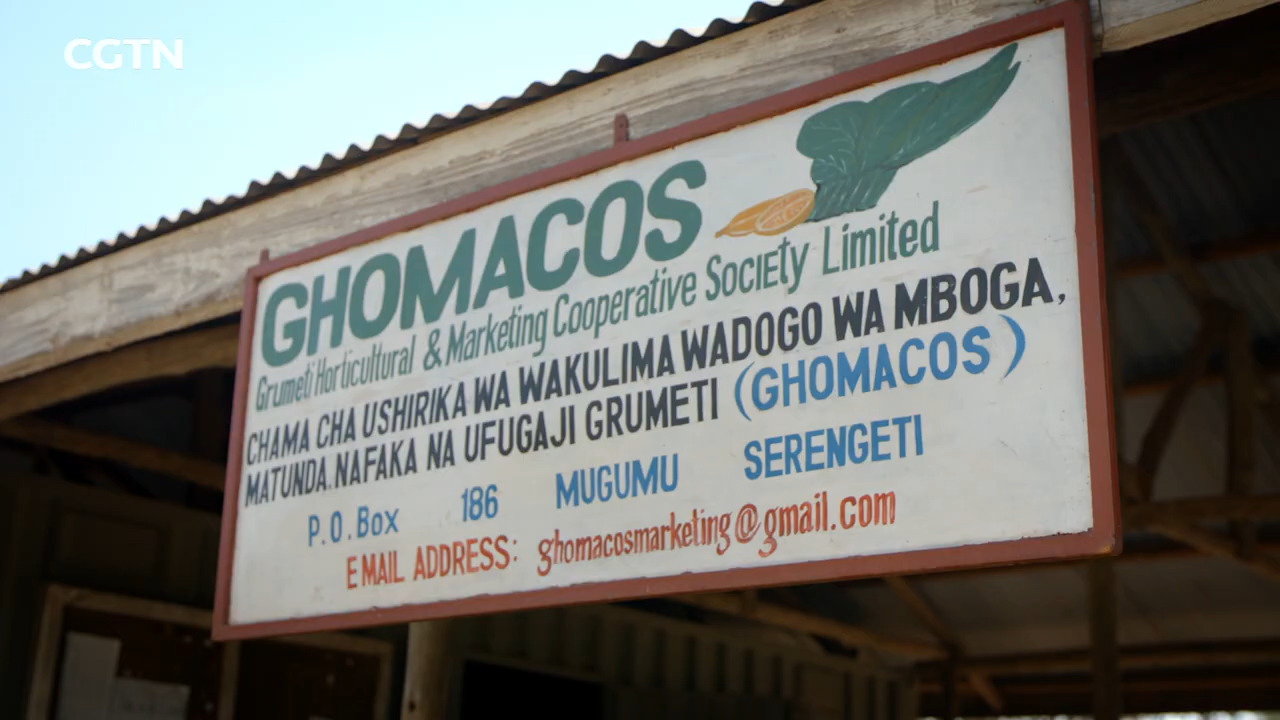 CGTN
GHOMACOS
Grumeti Horticultural & Marketing Cooperative Society Limited
CHAMA CHA USHIRIKA WA WAKULIMA WADOGO WA MBOGA,
MATUNDA, NAFAKA NA UFUGAJI GRUMETI (GHOMACOS)
P.O.Box 186 MUGUMU SERENGETI
EMAIL ADDRESS: ghomacosmarketing@gmail.com